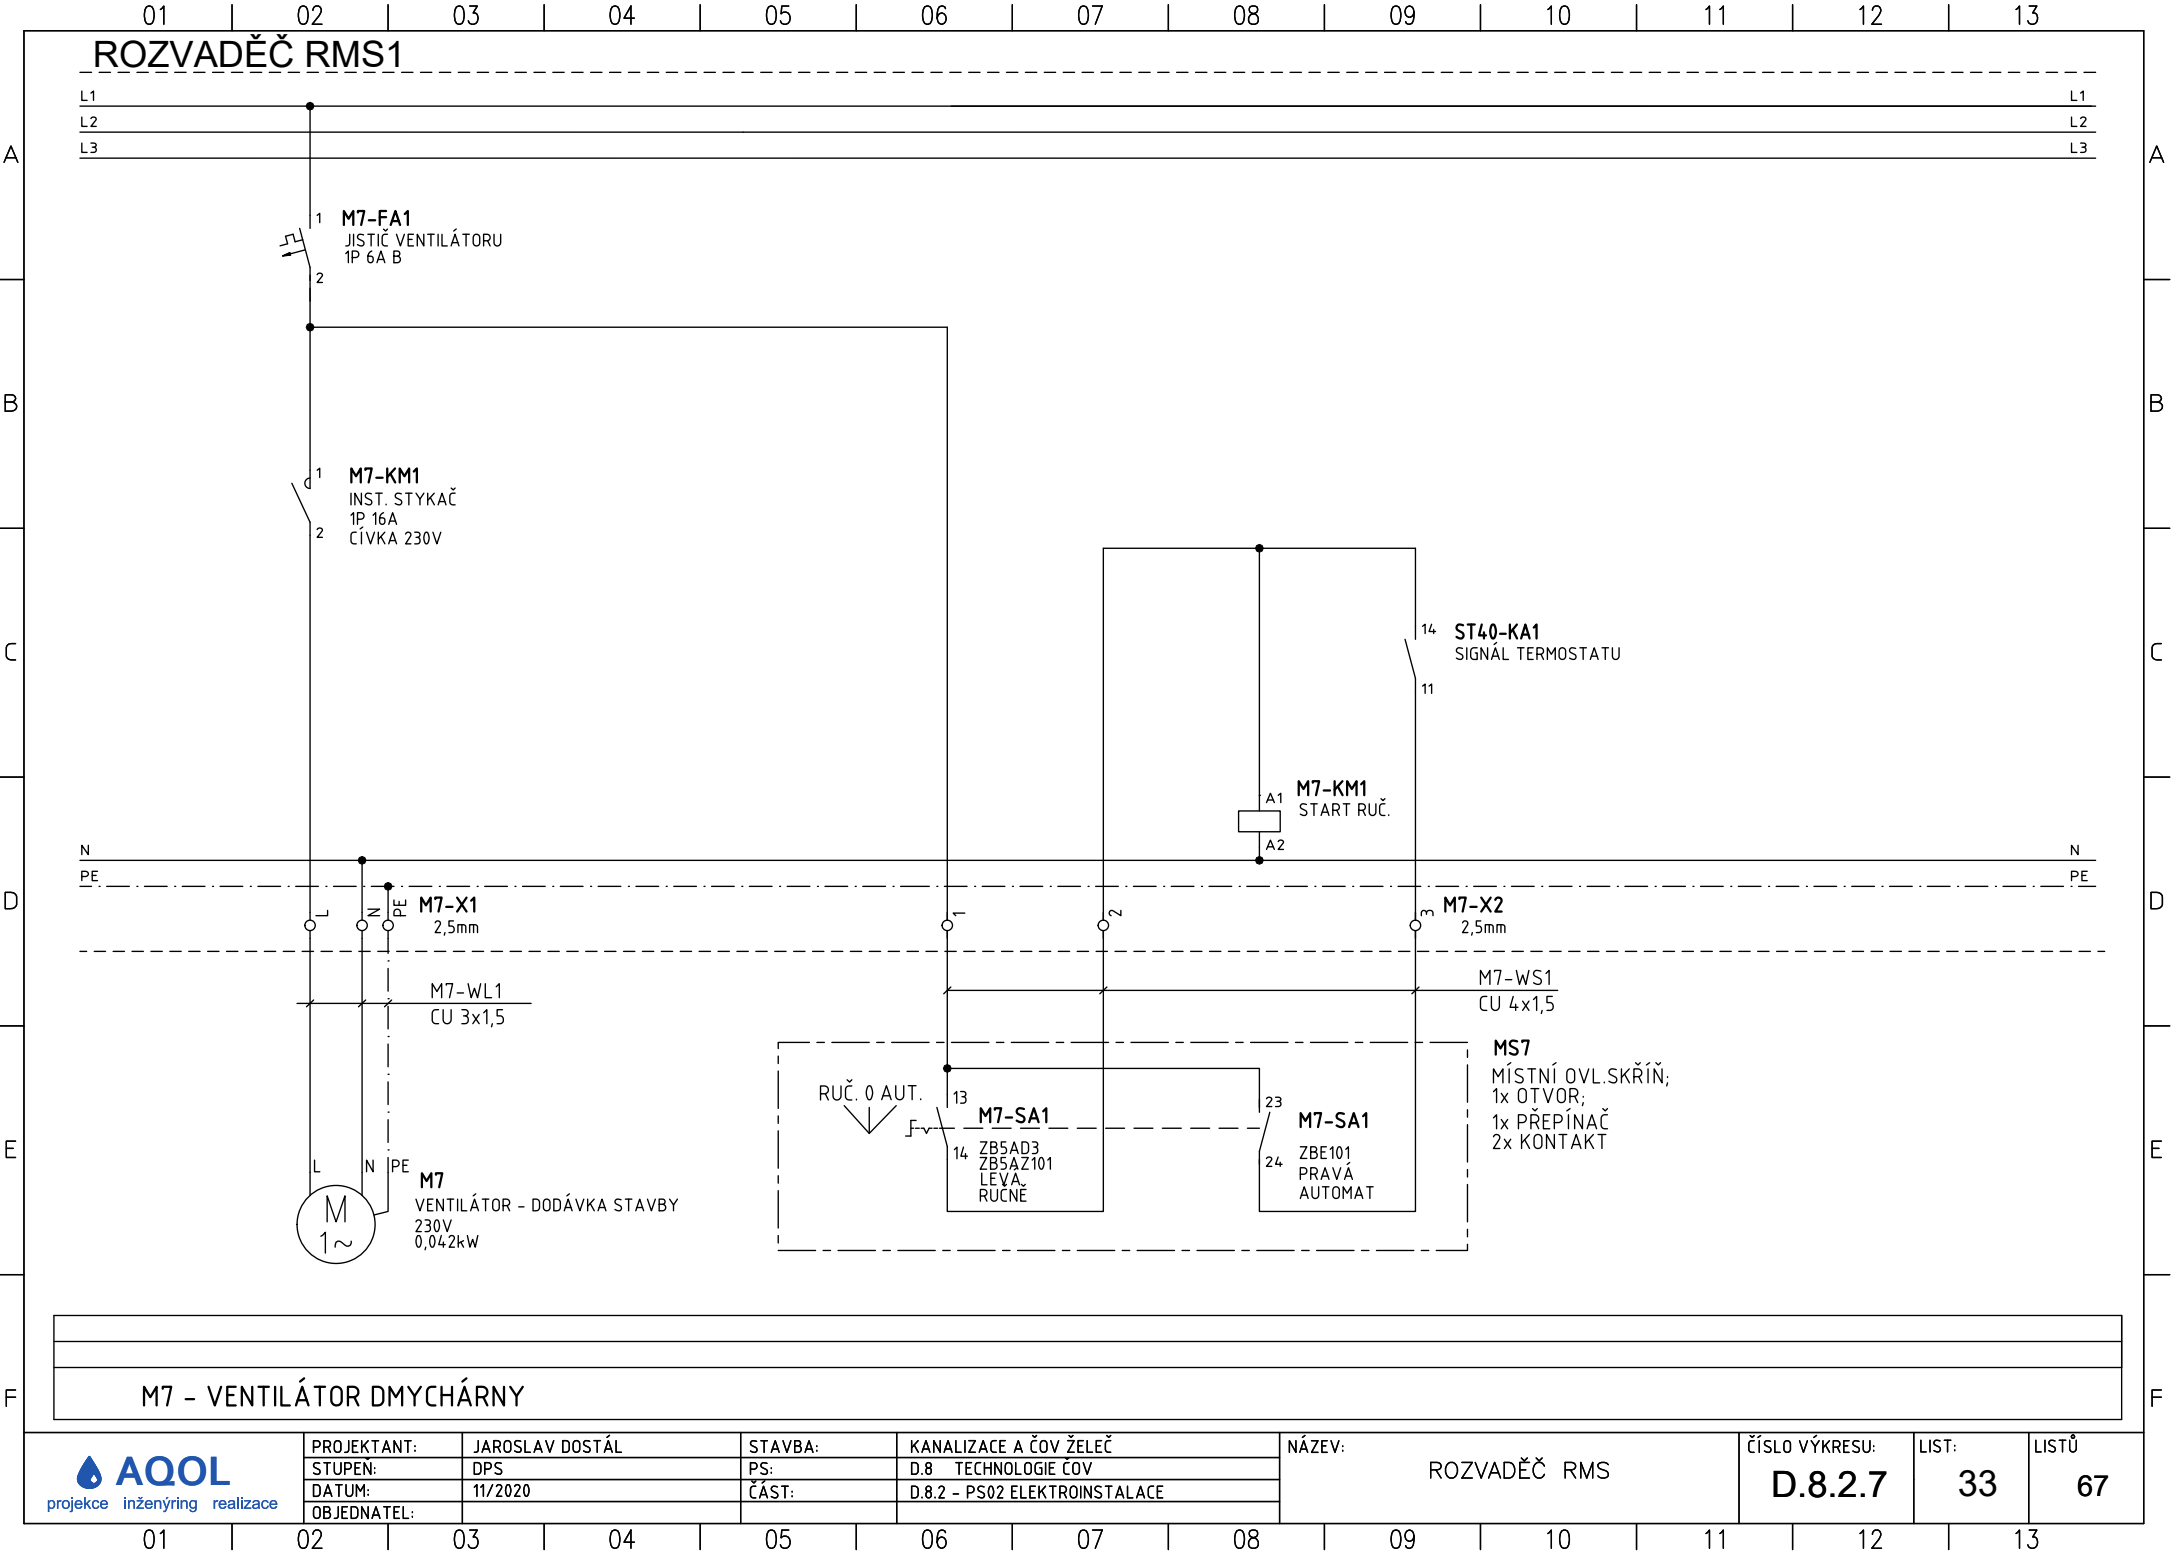 01 02 03 04 05 06 07 08 09 10 11 12 13
ROZVADĚČ RMS1
L1 L1
L2 L2
L3 L3
A A
1 M7-FA1
JISTIČ VENTILÁTORU
1P 6A B
2
B B
1 M7-KM1
INST. STYKAČ
1P 16A
2 CÍVKA 230V
14 ST40-KA1
SIGNÁL TERMOSTATU
C C
11
M7-KM1
A1 START RUČ.
A2
N N
PE PE
D D
L N PE M7-X1
2,5mm
1 2 3 M7-X2
2,5mm
M7-WL1
CU 3x1,5
M7-WS1
CU 4x1,5
MS7
MÍSTNÍ OVL.SKŘÍŇ;
1x OTVOR;
1x PŘEPÍNAČ
2x KONTAKT
RUČ. 0 AUT.
13 M7-SA1
14 ZB5AD3
ZB5AZ101
LEVÁ
RUČNĚ
23 M7-SA1
ZBE101
24 PRAVÁ
AUTOMAT
E E
L N PE
M7
VENTILÁTOR - DODÁVKA STAVBY
230V
0,042kW
M
1~
F F
M7 - VENTILÁTOR DMYCHÁRNY
AQOL
projekce inženýring realizace
PROJEKTANT: JAROSLAV DOSTÁL
STUPEŇ: DPS
DATUM: 11/2020
OBJEDNATEL:
STAVBA: KANALIZACE A ČOV ŽELEČ
PS: D.8 TECHNOLOGIE ČOV
ČÁST: D.8.2 - PS02 ELEKTROINSTALACE
NÁZEV:
ROZVADĚČ RMS
ČÍSLO VÝKRESU:
D.8.2.7
LIST:
33
LISTŮ
67
01 02 03 04 05 06 07 08 09 10 11 12 13